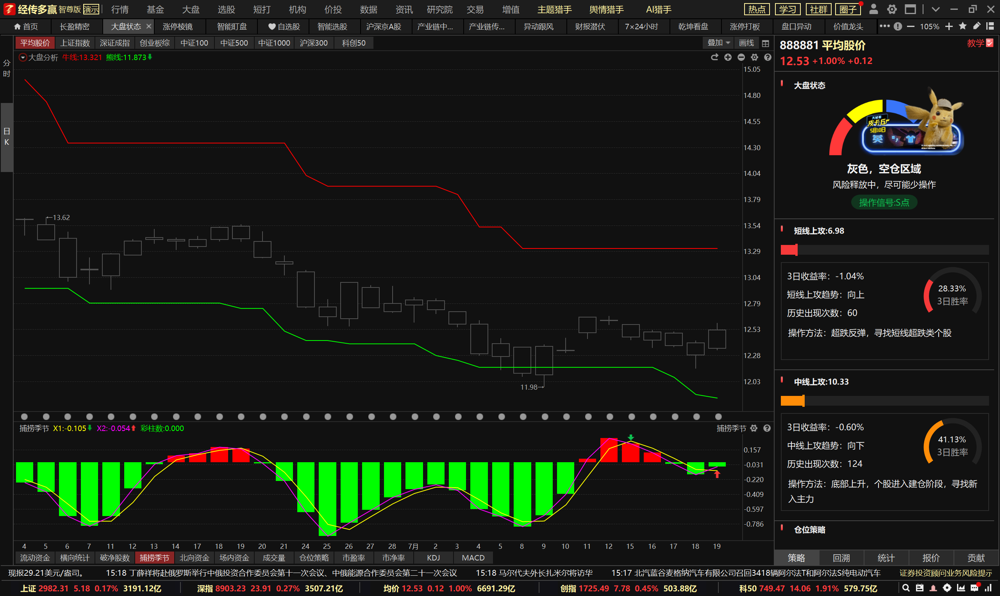 经传多赢 智尊版 演示 行情 基金 大盘 选股 短打 机构 价投 数据 资讯 研究院 交易 增值 主题猎手 舆情猎手 AI猎手 热点 学习 社群 圈子
首页 长盈精密 大盘状态 涨停棱镜 智能盯盘 自选股 智能选股 沪深京A股 产业链中... 产业链传... 异动跟风 财报潜伏 7×24小时 乾坤看盘 涨停打板 盘口异动 价值龙头 105%
平均股价 上证指数 深证成指 创业板综 中证100 中证500 中证1000 沪深300 科创50 叠加 画线
分时
日K
大盘分析 牛线:13.321 熊线:11.873
15.05
14.80
14.55
14.30
14.04
13.79
13.54
13.29
13.04
12.79
12.53
12.28
12.03
←13.62
11.98→
捕捞季节 X1:-0.105 X2:-0.054 彩柱数:0.000 捕捞季节
0.157
-0.031
-0.220
-0.409
-0.597
-0.786
4 5 6 7 11 12 13 14 17 18 19 20 21 24 25 26 27 28 7月 2 3 4 5 8 9 10 11 12 15 16 17 18 19
流动资金 横向统计 破净股数 捕捞季节 北向资金 场内资金 成交量 仓位策略 市盈率 市净率 KDJ MACD
888881 平均股价 教学
12.53 +1.00% +0.12
大盘状态
5月10日
英
灰色，空仓区域
风险释放中，尽可能少操作
操作信号:S点
短线上攻:6.98
3日收益率：-1.04%
短线上攻趋势：向上
历史出现次数：60
操作方法：超跌反弹，寻找短线超跌类个股
28.33%
3日胜率
中线上攻:10.33
3日收益率：-0.60%
中线上攻趋势：向下
历史出现次数：124
操作方法：底部上升，个股进入建仓阶段，寻找新
入主力
41.13%
3日胜率
仓位策略
策略 回溯 统计 报价 贡献
现报29.21美元/盎司。 15:18 丁薛祥将赴俄罗斯举行中俄投资合作委员会第十一次会议、中俄能源合作委员会第二十一次会议 15:18 马尔代夫外长扎米尔将访华 15:17 北汽蓝谷麦格纳汽车有限公司召回3418辆阿尔法T和阿尔法S纯电动汽车 证券投资顾问业务风险提示
上证 2982.31 5.18 0.17% 3191.12亿 深指 8903.23 23.91 0.27% 3507.21亿 均价 12.53 0.12 1.00% 6691.29亿 创指 1725.49 7.78 0.45% 503.88亿 科50 749.47 14.06 1.91% 579.75亿